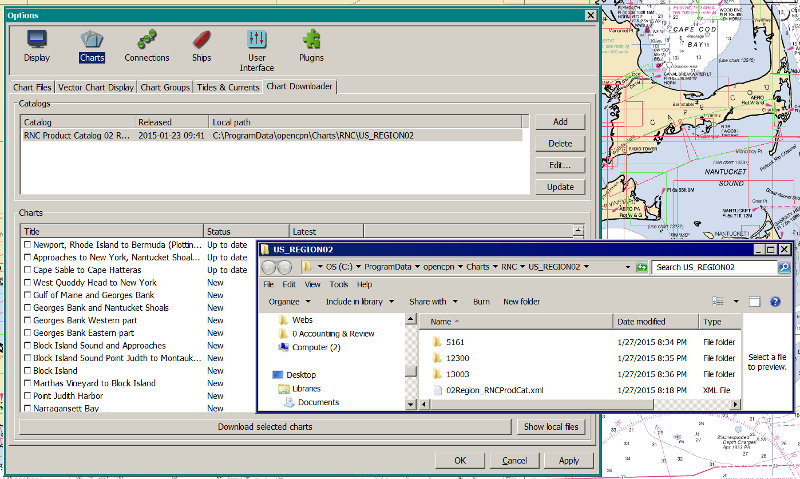 Options
Display Charts Connections Ships User Interface Plugins
Chart Files Vector Chart Display Chart Groups Tides & Currents Chart Downloader
Catalogs
Catalog Released Local path
RNC Product Catalog 02 R... 2015-01-23 09:41 C:\ProgramData\opencpn\Charts\RNC\US_REGION02
Add
Delete
Edit...
Update
Charts
Title Status Latest
Newport, Rhode Island to Bermuda (Plottin... Up to date
Approaches to New York, Nantucket Shoal... Up to date
Cape Sable to Cape Hatteras Up to date
West Quoddy Head to New York New
Gulf of Mane and Georges Bank New
Georges Bank and Nantucket Shoals New
Georges Bank Western part New
Georges Bank Eastern part New
Block Island Sound and Approaches New
Block Island Sound Point Judith to Montauk... New
Block Island New
Marthas Vineyard to Block Island New
Point Judith Harbor New
Narragansett Bay New
Download selected charts Show local files
OK Cancel Apply
US_REGION02
OS (C:) ProgramData opencpn Charts RNC US_REGION02 Search US_REGION02
File Edit View Tools Help
Organize Include in library Share with Burn New folder
Webs
0 Accounting & Review
Computer (2)
Desktop
Libraries
Documents
Name Date modified Type
5161 1/27/2015 8:34 PM File folder
12300 1/27/2015 8:35 PM File folder
13003 1/27/2015 8:36 PM File folder
02Region_RNCProdCat.xml 1/27/2015 8:18 PM XML File
Select a file
to preview.
CAPE COD
BAY
NANTUCKET
SOUND